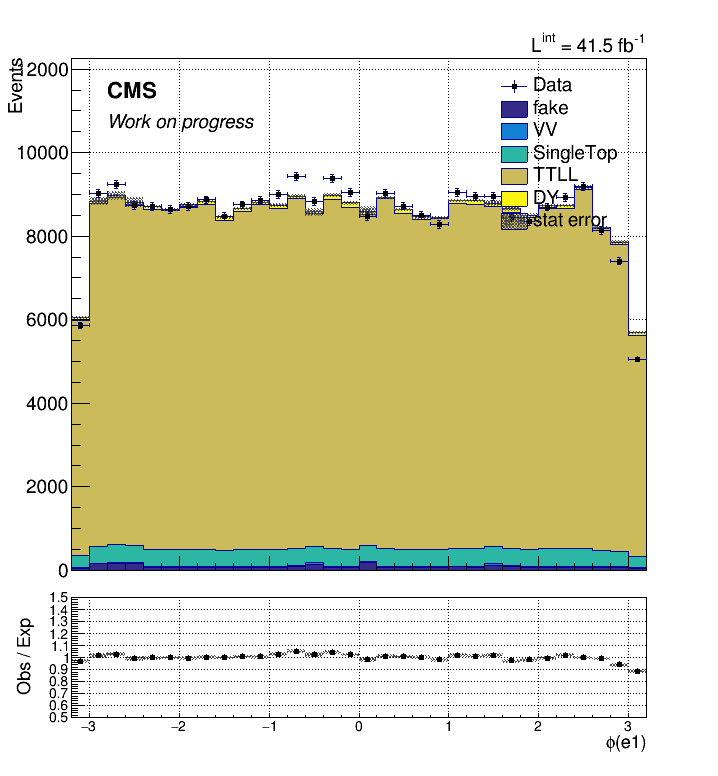 L^int = 41.5 fb^-1
Events
12000
10000
8000
6000
4000
2000
0
CMS
Work on progress
Data
fake
VV
SingleTop
TTLL
DY
stat error
Obs / Exp
1.5
1.4
1.3
1.2
1.1
1
0.9
0.8
0.7
0.6
0.5
−3 −2 −1 0 1 2 3
ϕ(e1)